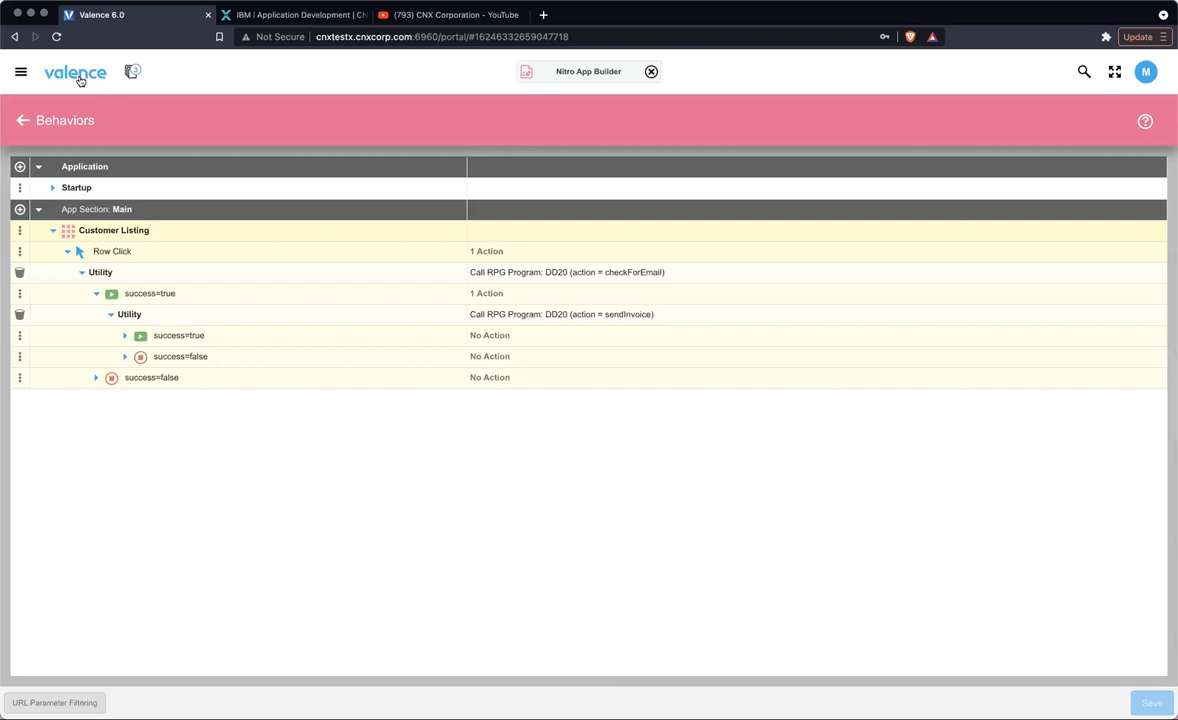 Valence 6.0
IBM i Application Development | CN
(793) CNX Corporation - YouTube
Not Secure
cnxtestx.cnxcorp.com:6960/portal/#16246332659047718
Update
valence
3
Nitro App Builder
M
Behaviors
Application
Startup
App Section: Main
Customer Listing
Row Click 1 Action
Utility Call RPG Program: DD20 (action = checkForEmail)
success=true 1 Action
Utility Call RPG Program: DD20 (action = sendInvoice)
success=true No Action
success=false No Action
success=false No Action
URL Parameter Filtering
Save